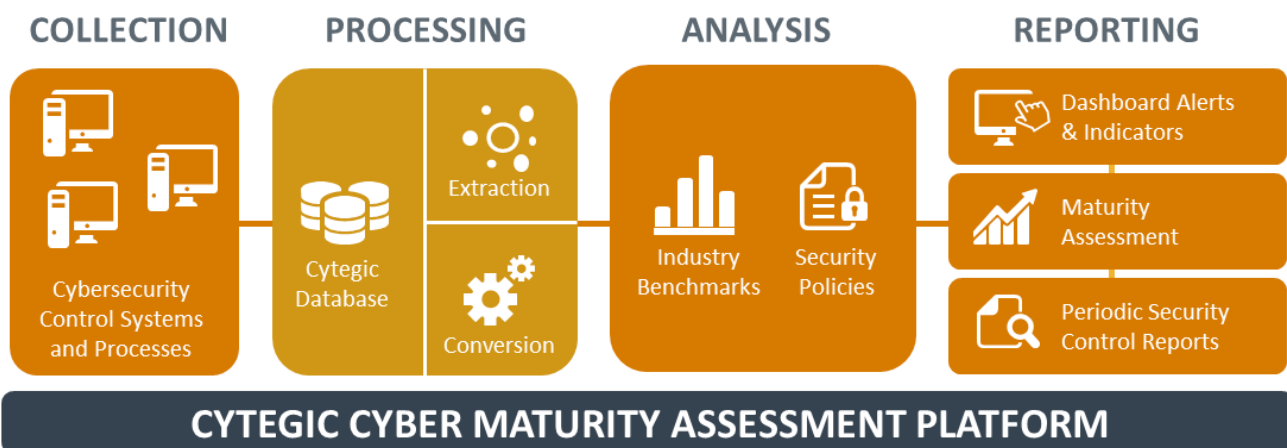 COLLECTION
PROCESSING
ANALYSIS
REPORTING
Cybersecurity
Control Systems
and Processes
Cytegic
Database
Extraction
Conversion
Industry
Benchmarks
Security
Policies
Dashboard Alerts
& Indicators
Maturity
Assessment
Periodic Security
Control Reports
CYTEGIC CYBER MATURITY ASSESSMENT PLATFORM